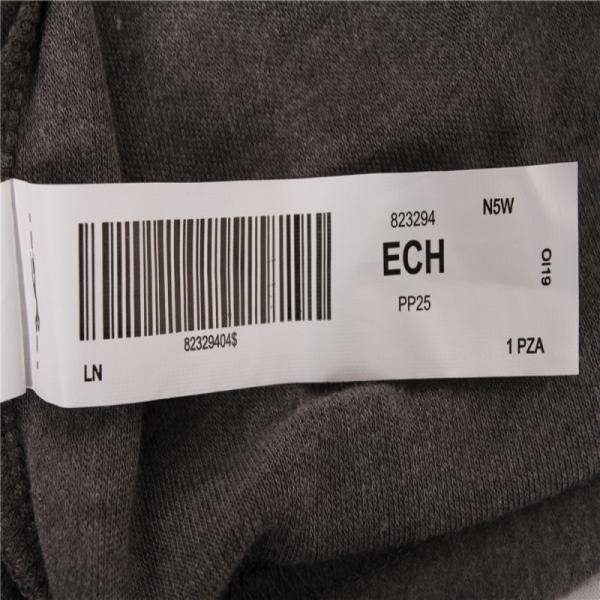 823294
N5W
ECH
OI19
PP25
82329404$
1 PZA
LN